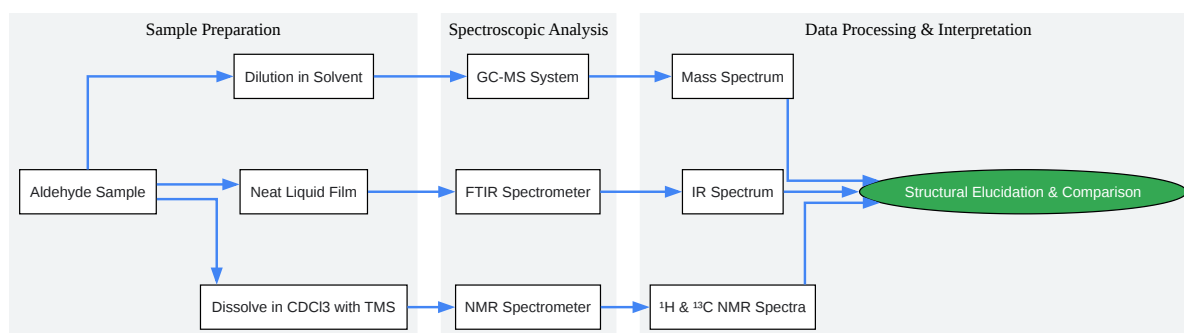 Sample Preparation
Spectroscopic Analysis
Data Processing & Interpretation
Dilution in Solvent
GC-MS System
Mass Spectrum
Aldehyde Sample
Neat Liquid Film
FTIR Spectrometer
IR Spectrum
Structural Elucidation & Comparison
Dissolve in CDCl3 with TMS
NMR Spectrometer
¹H & ¹³C NMR Spectra